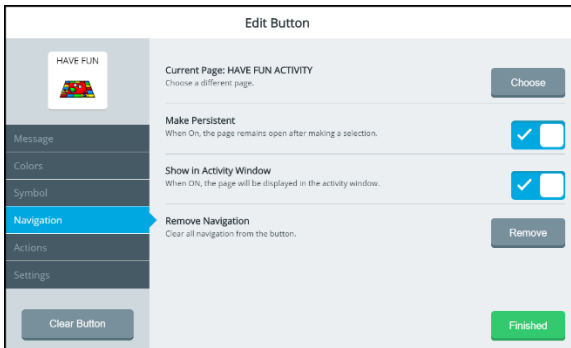 Edit Button
HAVE FUN
Message
Colors
Symbol
Navigation
Actions
Settings
Clear Button
Current Page: HAVE FUN ACTIVITY
Choose a different page.
Choose
Make Persistent
When On, the page remains open after making a selection.
Show in Activity Window
When ON, the page will be displayed in the activity window.
Remove Navigation
Clear all navigation from the button.
Remove
Finished